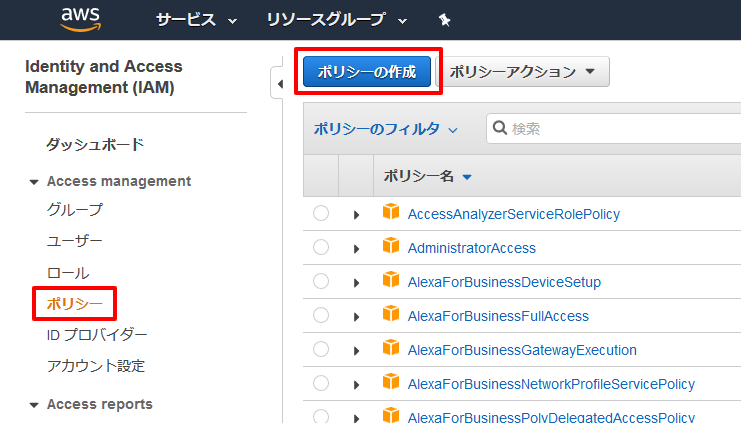 aws サービス リソースグループ
Identity and Access
Management (IAM)
ダッシュボード
Access management
グループ
ユーザー
ロール
ポリシー
ID プロバイダー
アカウント設定
Access reports
ポリシーの作成 ポリシーアクション
ポリシーのフィルタ 検索
ポリシー名
AccessAnalyzerServiceRolePolicy
AdministratorAccess
AlexaForBusinessDeviceSetup
AlexaForBusinessFullAccess
AlexaForBusinessGatewayExecution
AlexaForBusinessNetworkProfileServicePolicy
AlexaForBusinessPolyDelegatedAccessPolicy